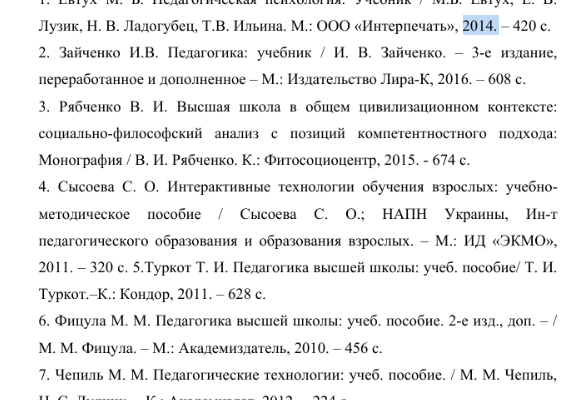 1. Евтух М. Б. Педагогическая психология: Учебник / М.Б. Евтух, Е. В.
Лузик, Н. В. Ладогубец, Т.В. Ильина. М.: ООО «Интерпечать», 2014. – 420 с.
2. Зайченко И.В. Педагогика: учебник / И. В. Зайченко. – 3-е издание,
переработанное и дополненное – М.: Издательство Лира-К, 2016. – 608 с.
3. Рябченко В. И. Высшая школа в общем цивилизационном контексте:
социально-философский анализ с позиций компетентностного подхода:
Монография / В. И. Рябченко. К.: Фитосоциоцентр, 2015. - 674 с.
4. Сысоева С. О. Интерактивные технологии обучения взрослых: учебно-
методическое пособие / Сысоева С. О.; НАПН Украины, Ин-т
педагогического образования и образования взрослых. – М.: ИД «ЭКМО»,
2011. – 320 с. 5.Туркот Т. И. Педагогика высшей школы: учеб. пособие/ Т. И.
Туркот.–К.: Кондор, 2011. – 628 с.
6. Фицула М. М. Педагогика высшей школы: учеб. пособие. 2-е изд., доп. – /
М. М. Фицула. – М.: Академиздатель, 2010. – 456 с.
7. Чепиль М. М. Педагогические технологии: учеб. пособие. / М. М. Чепиль,